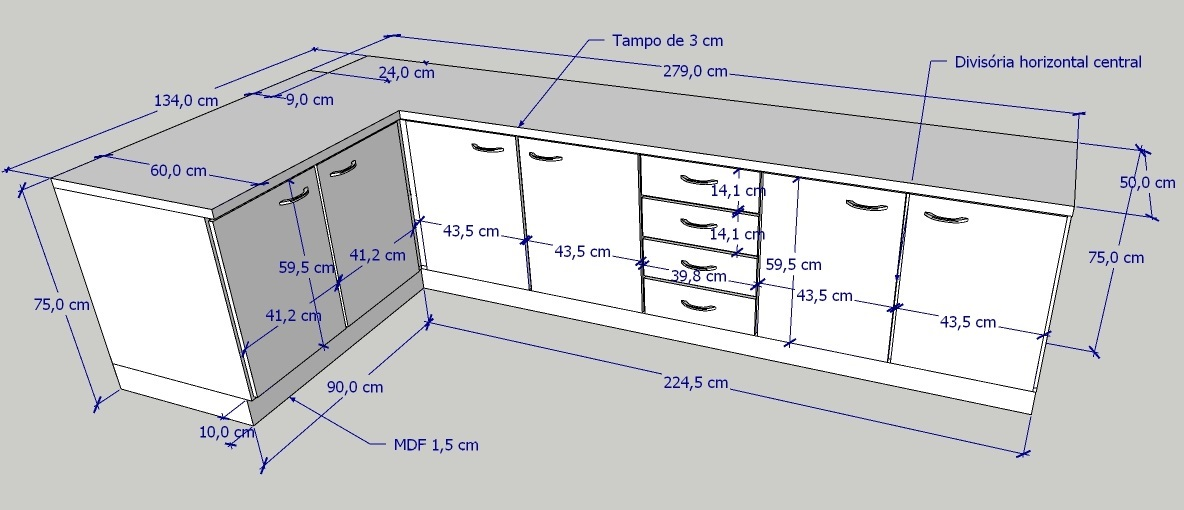 Tampo de 3 cm
Divisória horizontal central
279,0 cm
24,0 cm
9,0 cm
134,0 cm
60,0 cm
50,0 cm
14,1 cm
14,1 cm
43,5 cm
43,5 cm
41,2 cm
59,5 cm
59,5 cm
75,0 cm
39,8 cm
43,5 cm
75,0 cm
41,2 cm
43,5 cm
90,0 cm
224,5 cm
10,0 cm
MDF 1,5 cm